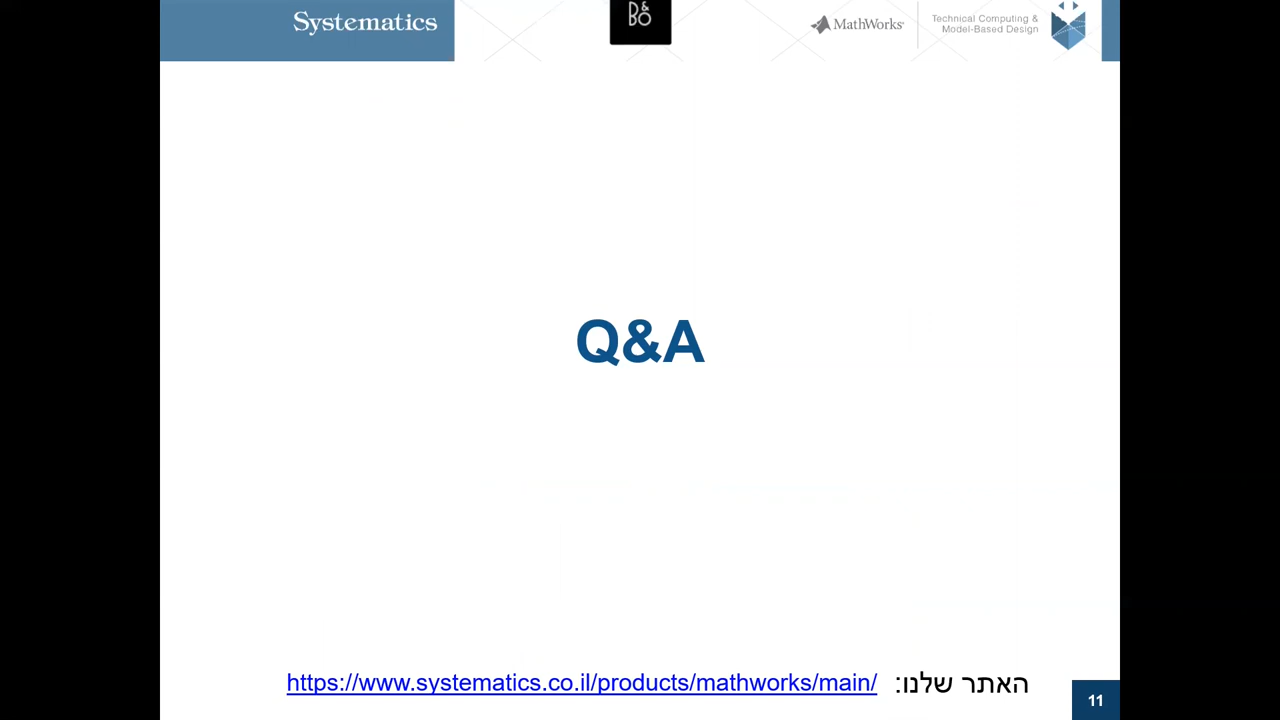 Systematics
B&O
MathWorks®
Technical Computing &
Model-Based Design
Q&A
האתר שלנו: https://www.systematics.co.il/products/mathworks/main/
11